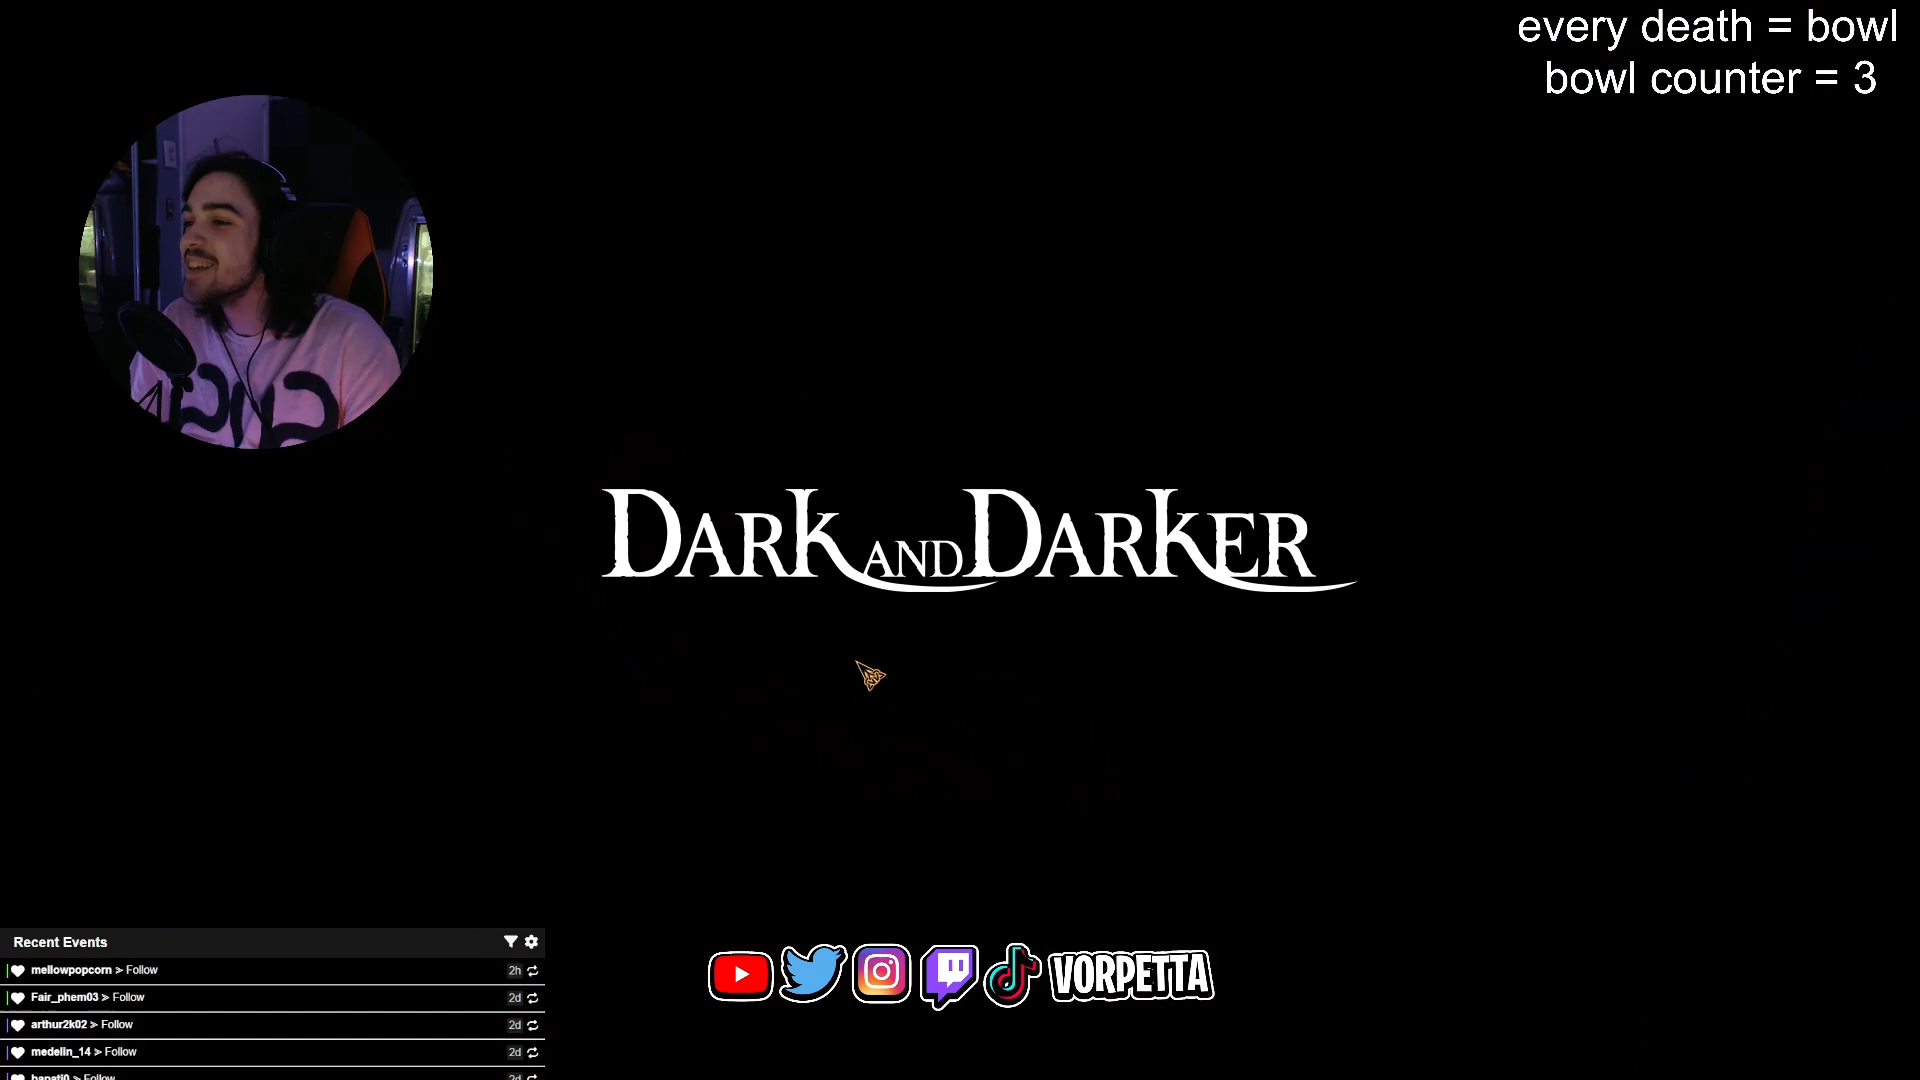 every death = bowl
bowl counter = 3
DARK AND DARKER
Recent Events
mellowpopcorn > Follow 2h
Fair_phem03 > Follow 2d
arthur2k02 > Follow 2d
medelin_14 > Follow 2d
VORPETTA